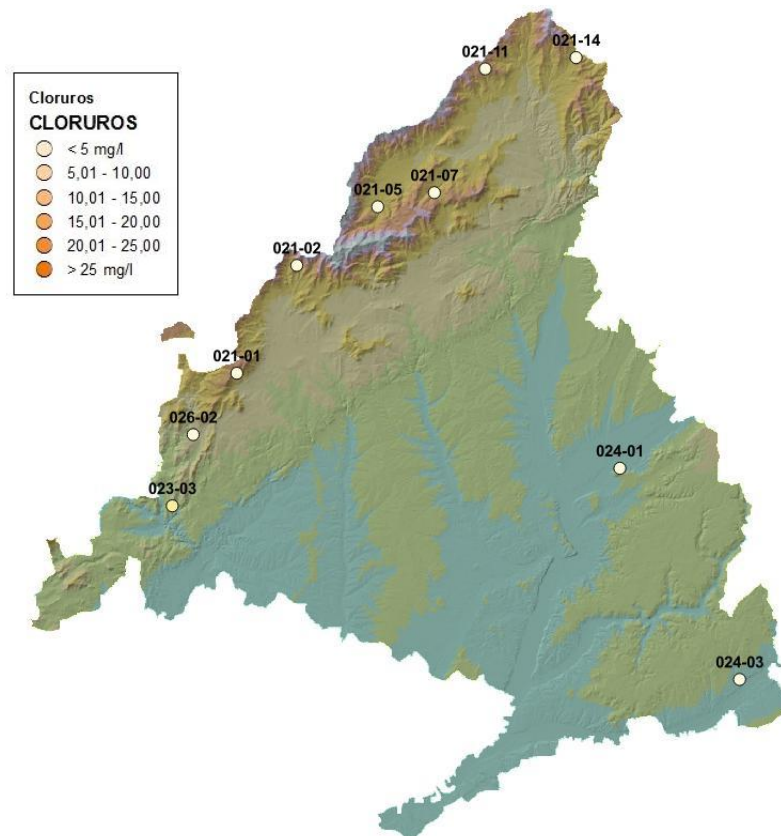 021-14
021-11
Cloruros
CLORUROS
< 5 mg/l
5,01 - 10,00
10,01 - 15,00
15,01 - 20,00
20,01 - 25,00
> 25 mg/l
021-07
021-05
021-02
021-01
026-02
024-01
023-03
024-03